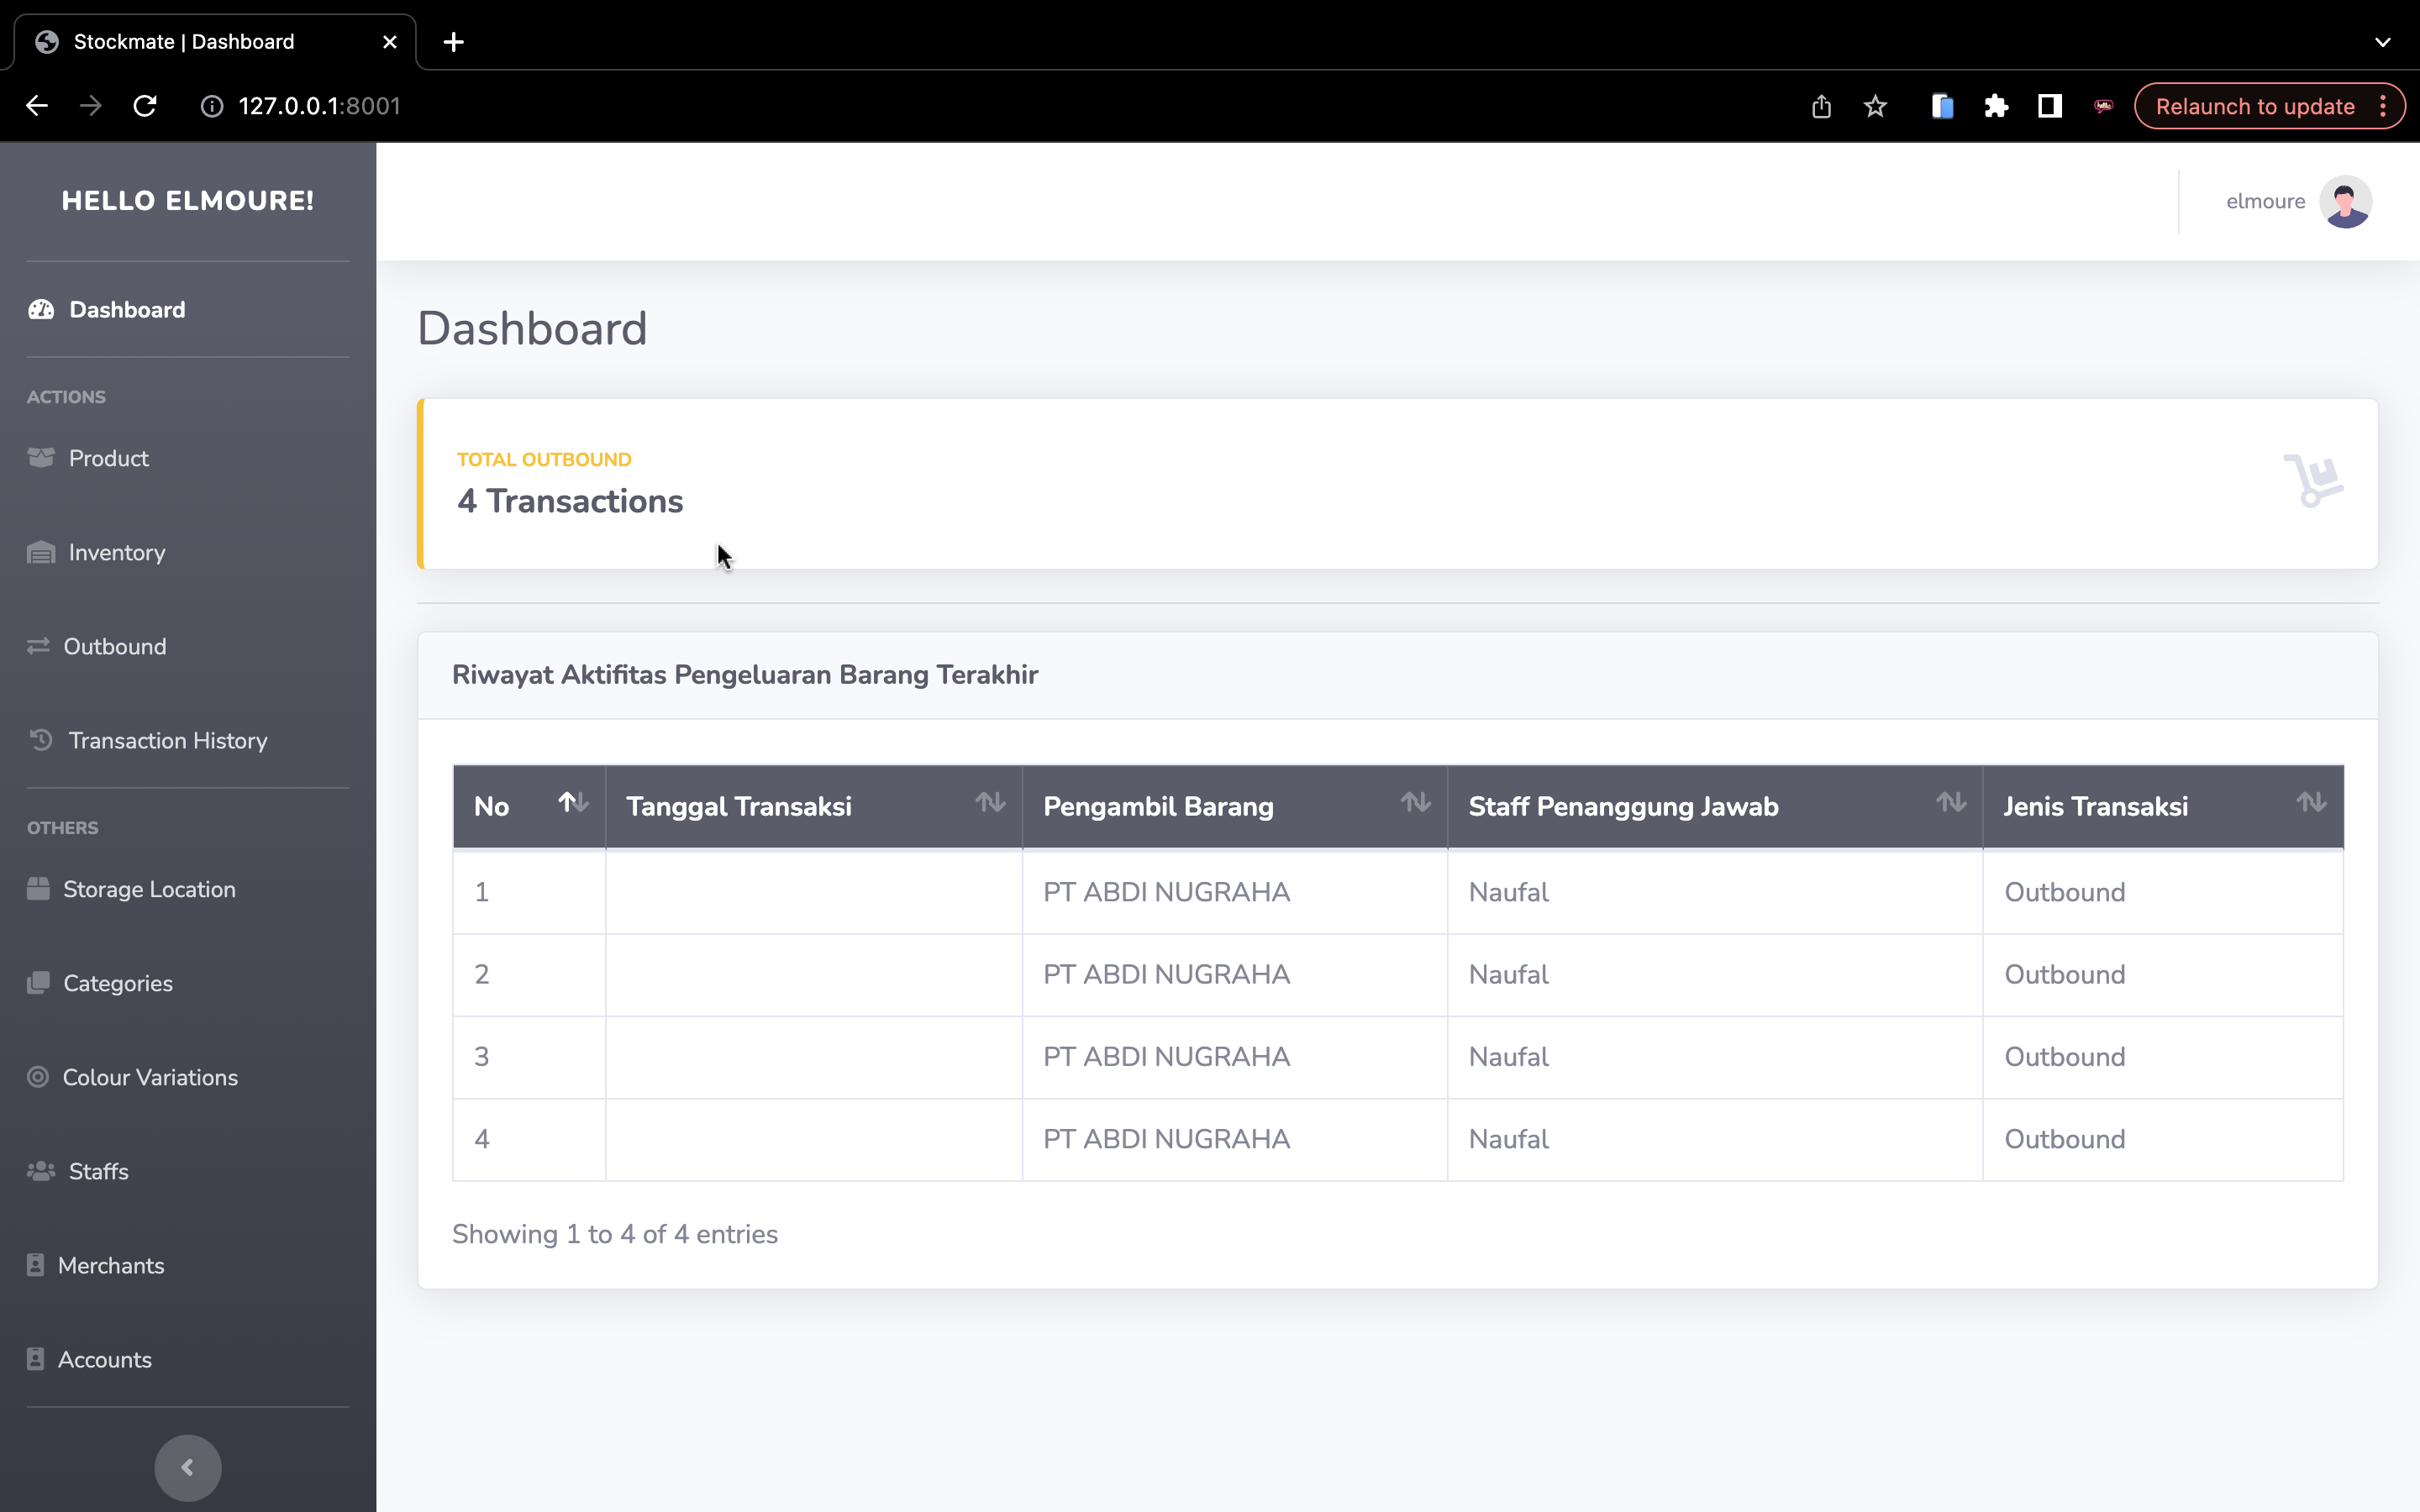 Stockmate | Dashboard
127.0.0.1:8001
Relaunch to update
HELLO ELMOURE!
elmoure
Dashboard
ACTIONS
Product
Inventory
Outbound
Transaction History
OTHERS
Storage Location
Categories
Colour Variations
Staffs
Merchants
Accounts
Dashboard
TOTAL OUTBOUND
4 Transactions
Riwayat Aktifitas Pengeluaran Barang Terakhir
No Tanggal Transaksi Pengambil Barang Staff Penanggung Jawab Jenis Transaksi
1 PT ABDI NUGRAHA Naufal Outbound
2 PT ABDI NUGRAHA Naufal Outbound
3 PT ABDI NUGRAHA Naufal Outbound
4 PT ABDI NUGRAHA Naufal Outbound
Showing 1 to 4 of 4 entries